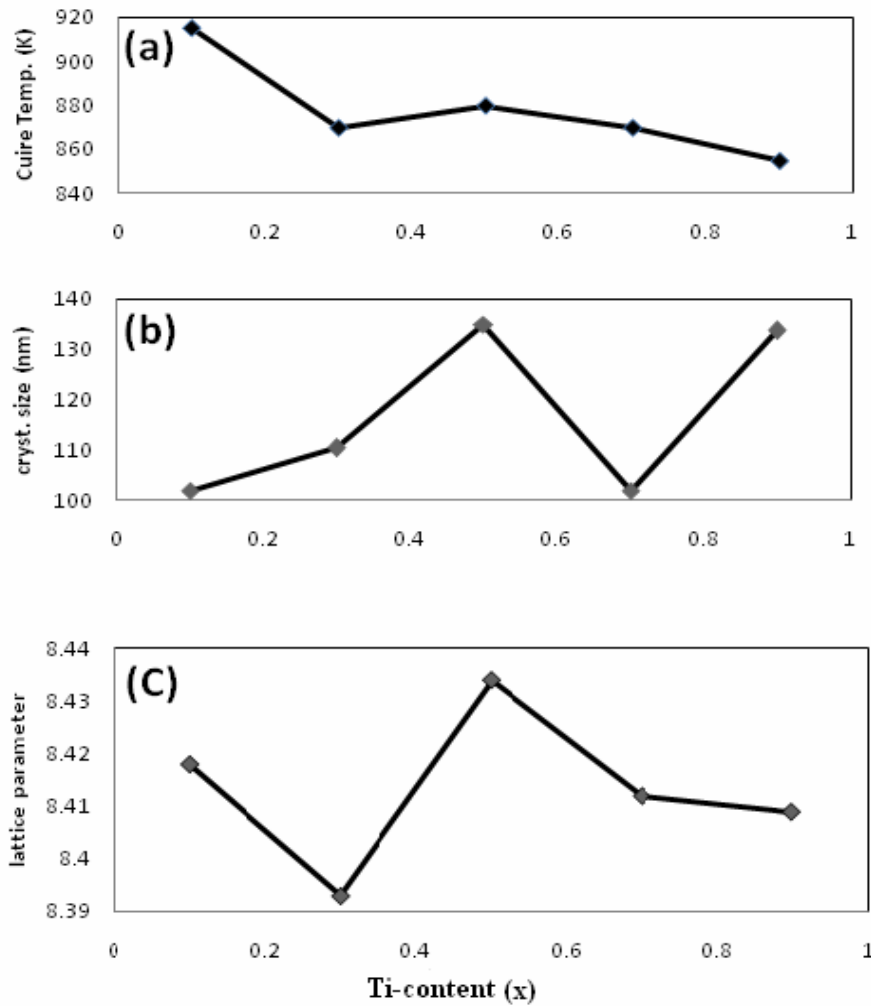 (a)
Cuire Temp. (K)
920
900
880
860
840
0 0.2 0.4 0.6 0.8 1
(b)
cryst. size (nm)
140
130
120
110
100
0 0.2 0.4 0.6 0.8 1
(C)
lattice parameter
8.44
8.43
8.42
8.41
8.4
8.39
0 0.2 0.4 0.6 0.8 1
Ti-content (x)